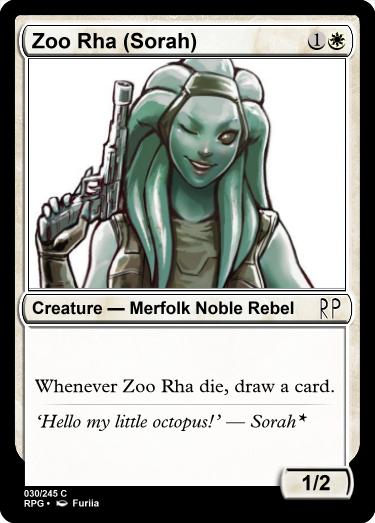 Zoo Rha (Sorah) 1
Creature — Merfolk Noble Rebel RP
Whenever Zoo Rha die, draw a card.
‘Hello my little octopus!’ — Sorah*
1/2
030/245 C
RPG • Furiia